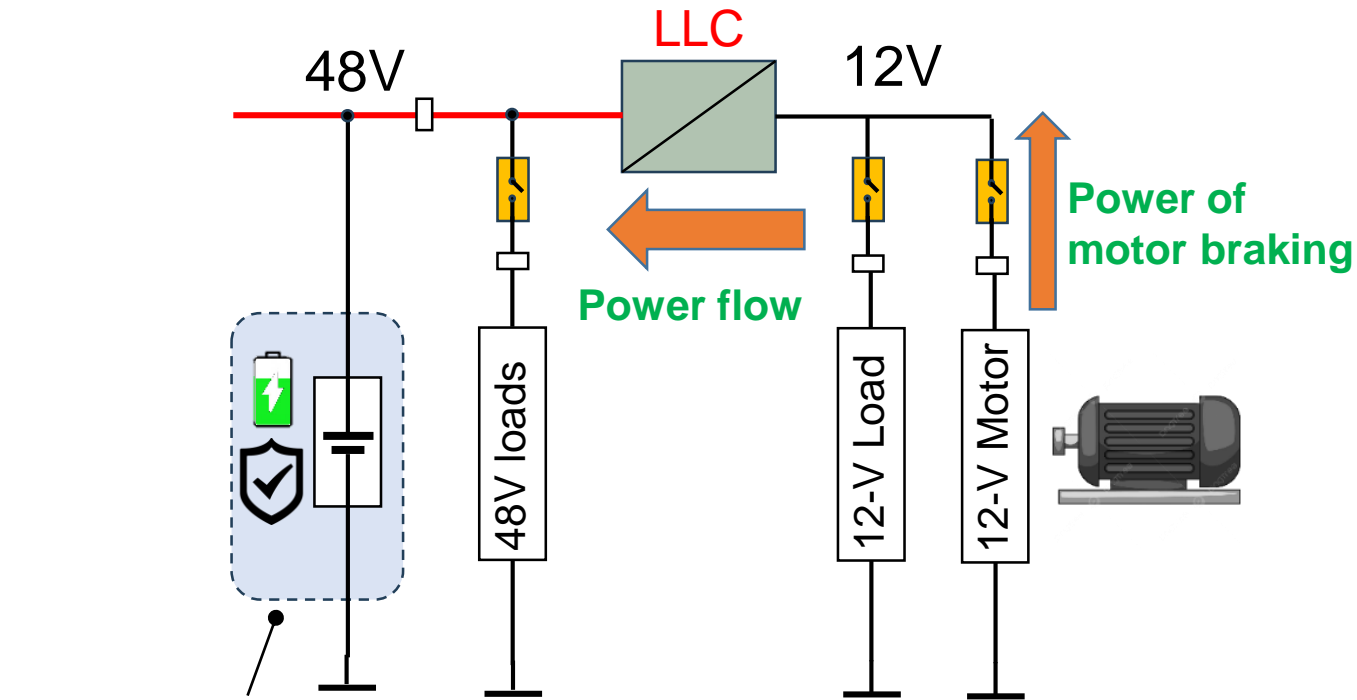 LLC
48V
12V
Power of
motor braking
Power flow
48V loads
12-V Load
12-V Motor